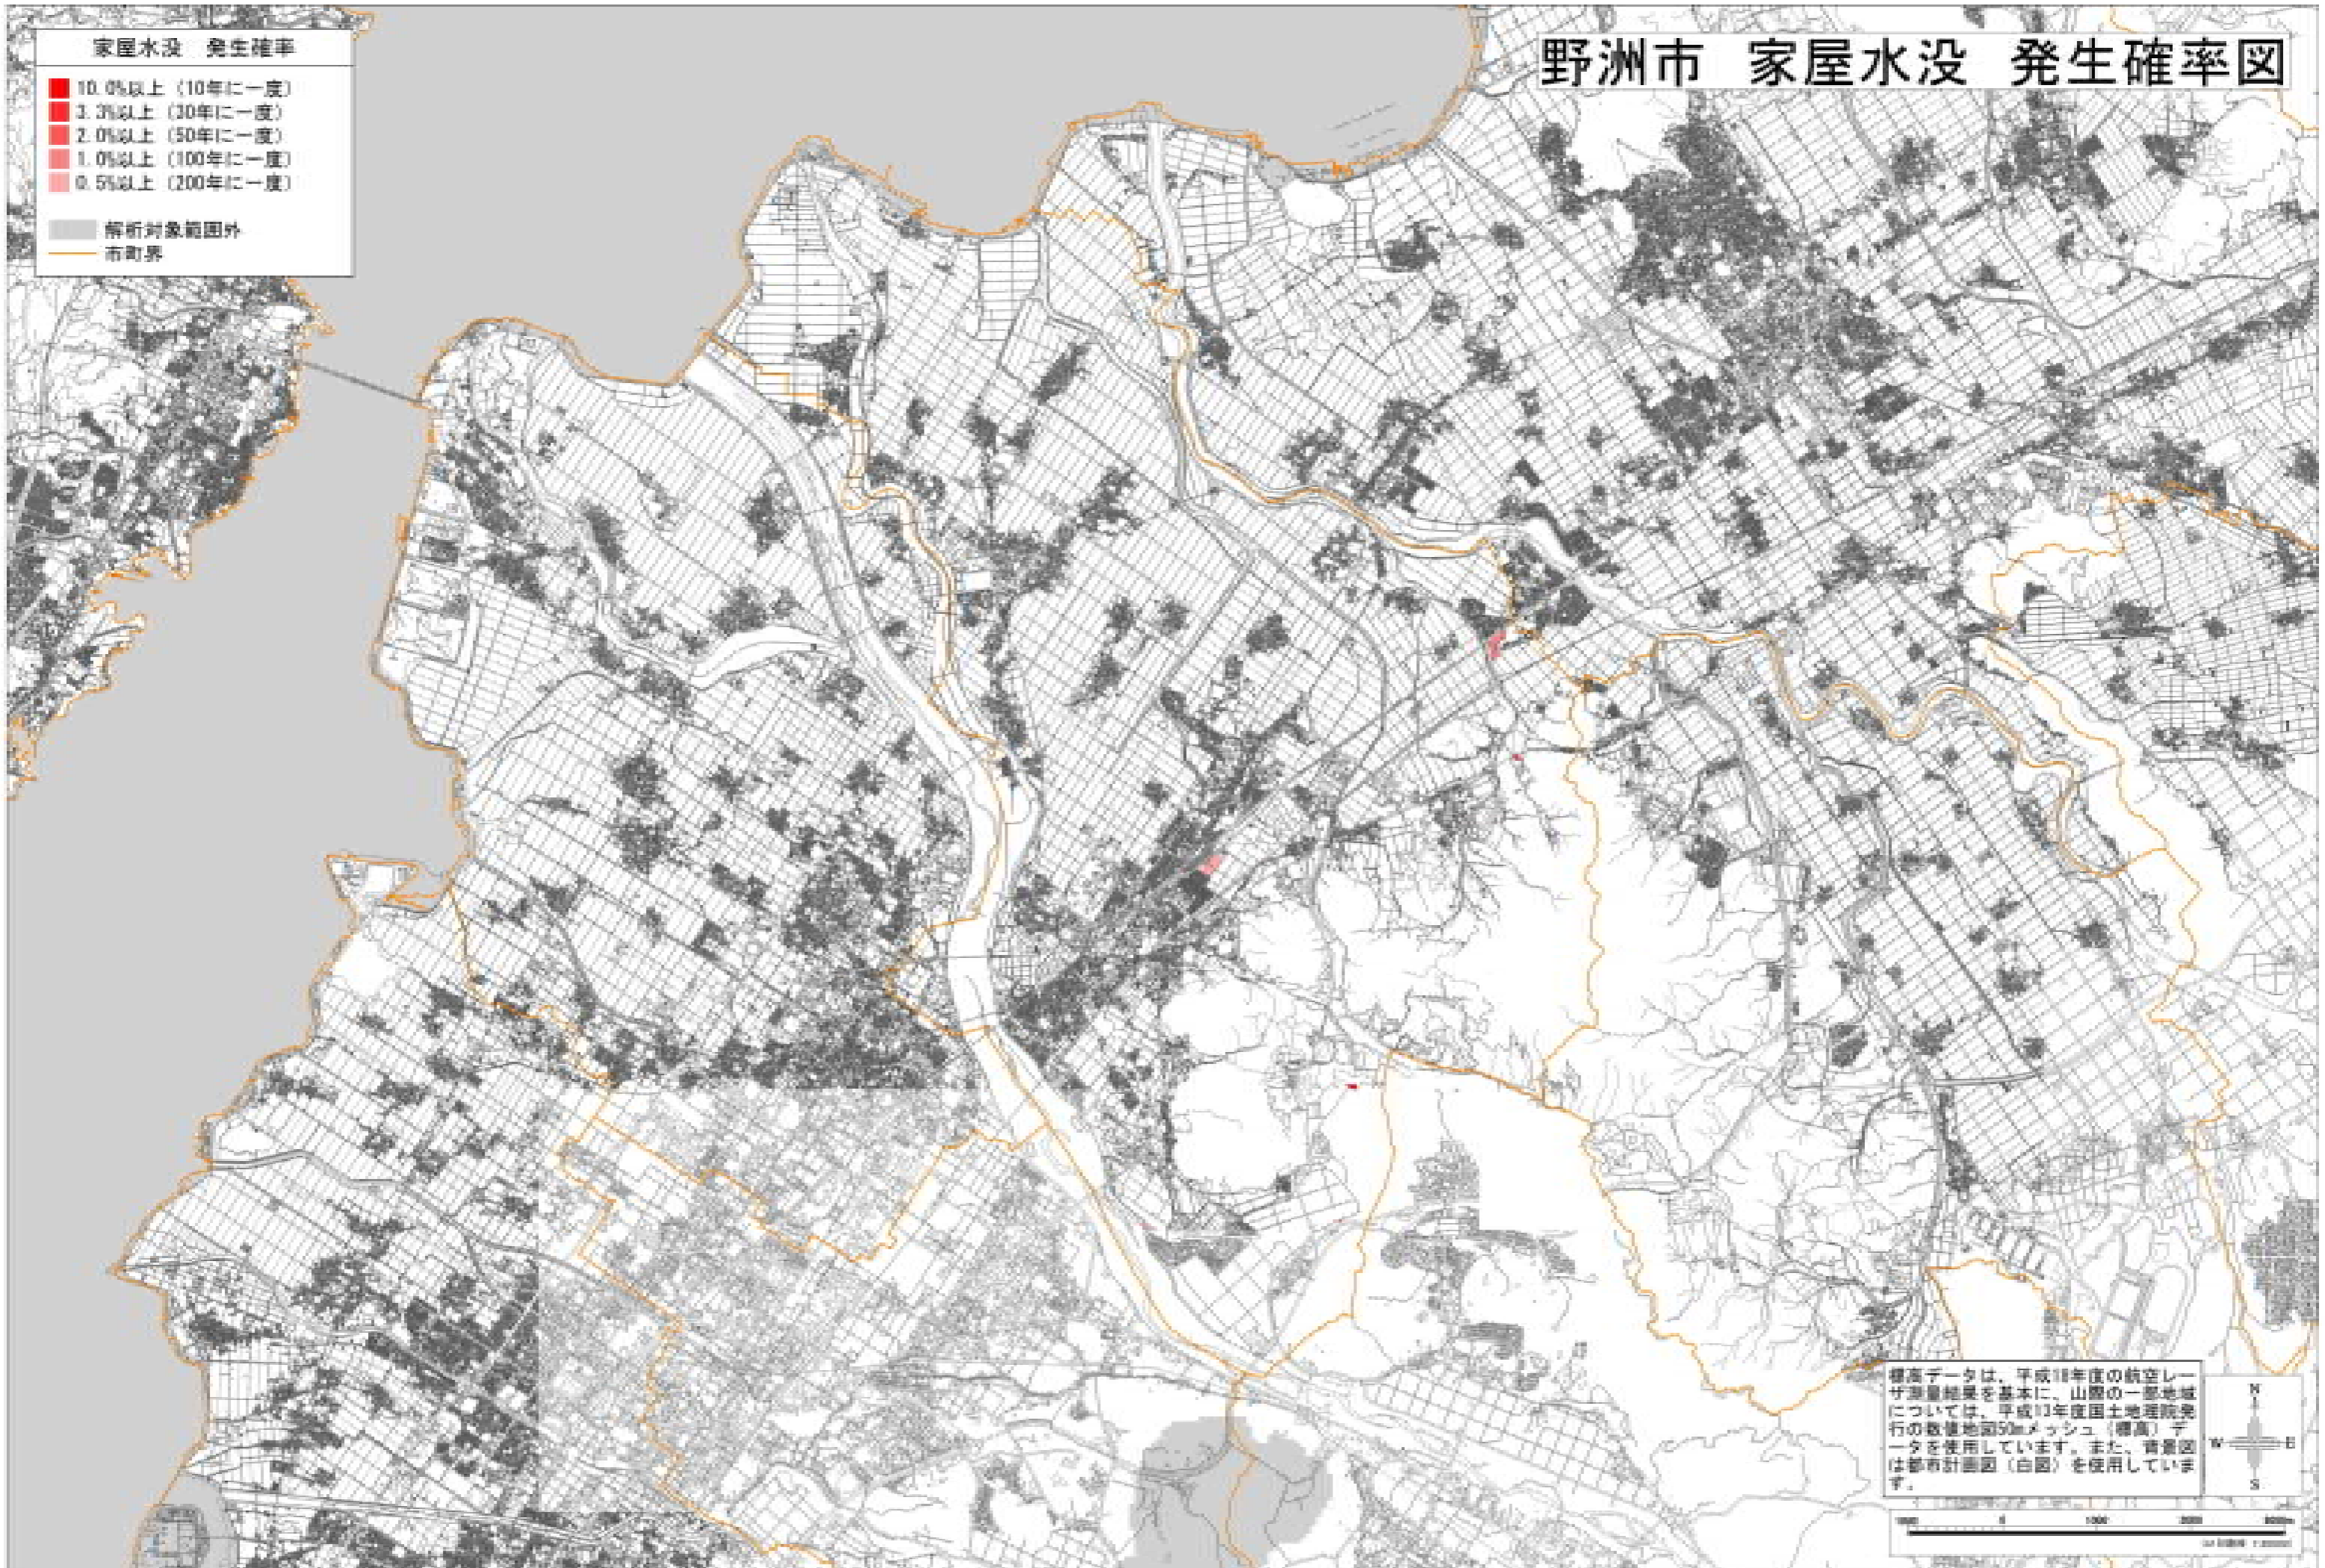 野洲市 家屋水没 発生確率図
家屋水没 発生確率
10.0%以上（10年に一度）
3.3%以上（30年に一度）
2.0%以上（50年に一度）
1.0%以上（100年に一度）
0.5%以上（200年に一度）
解析対象範囲外
市町界
標高データは、平成18年度の航空レー
ザ測量結果を基本に、山間の一部地域
については、平成13年度国土地理院発
行の数値地図50mメッシュ（標高）デ
ータを使用しています。また、背景図
は都市計画図（白図）を使用していま
す。
N
W E
S
1000 0 1000 2000 3000m